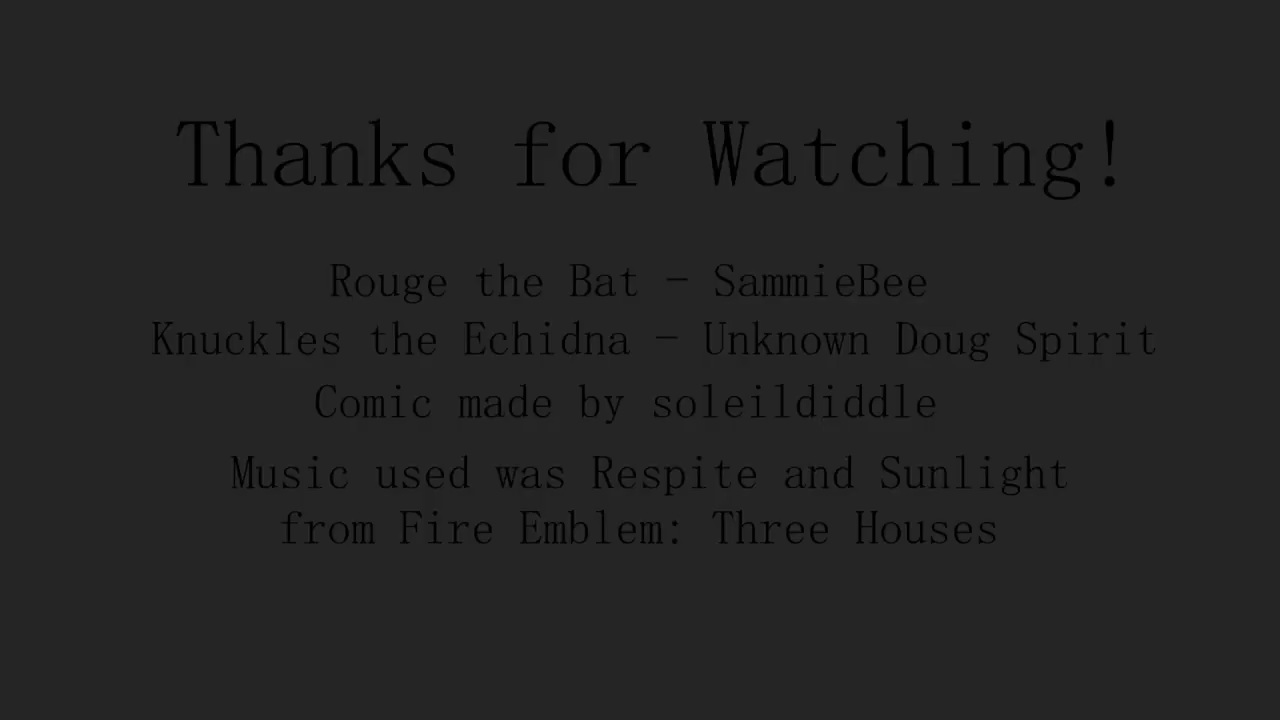 Thanks for Watching!
Rouge the Bat - SammieBee
Knuckles the Echidna - Unknown Doug Spirit
Comic made by soleildiddle
Music used was Respite and Sunlight
from Fire Emblem: Three Houses